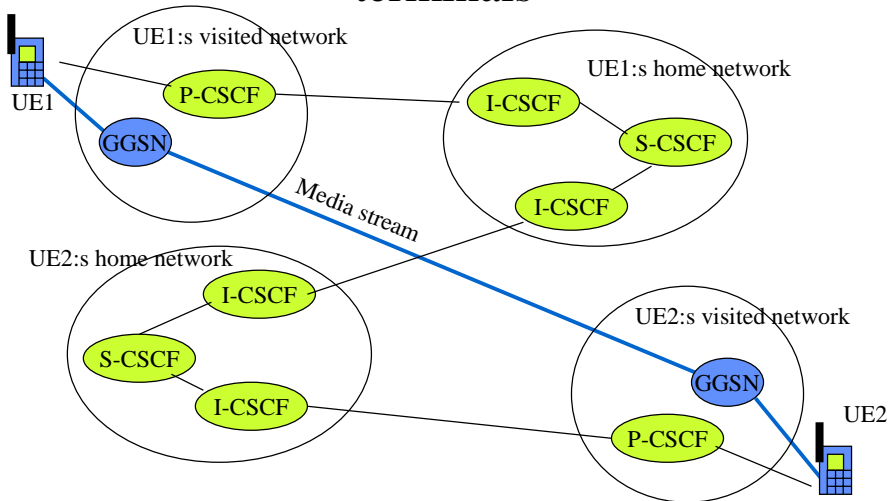 terminals
UE1:s visited network
UE1
P-CSCF
GGSN
UE1:s home network
I-CSCF
S-CSCF
I-CSCF
Media stream
UE2:s home network
I-CSCF
S-CSCF
I-CSCF
UE2:s visited network
GGSN
P-CSCF
UE2